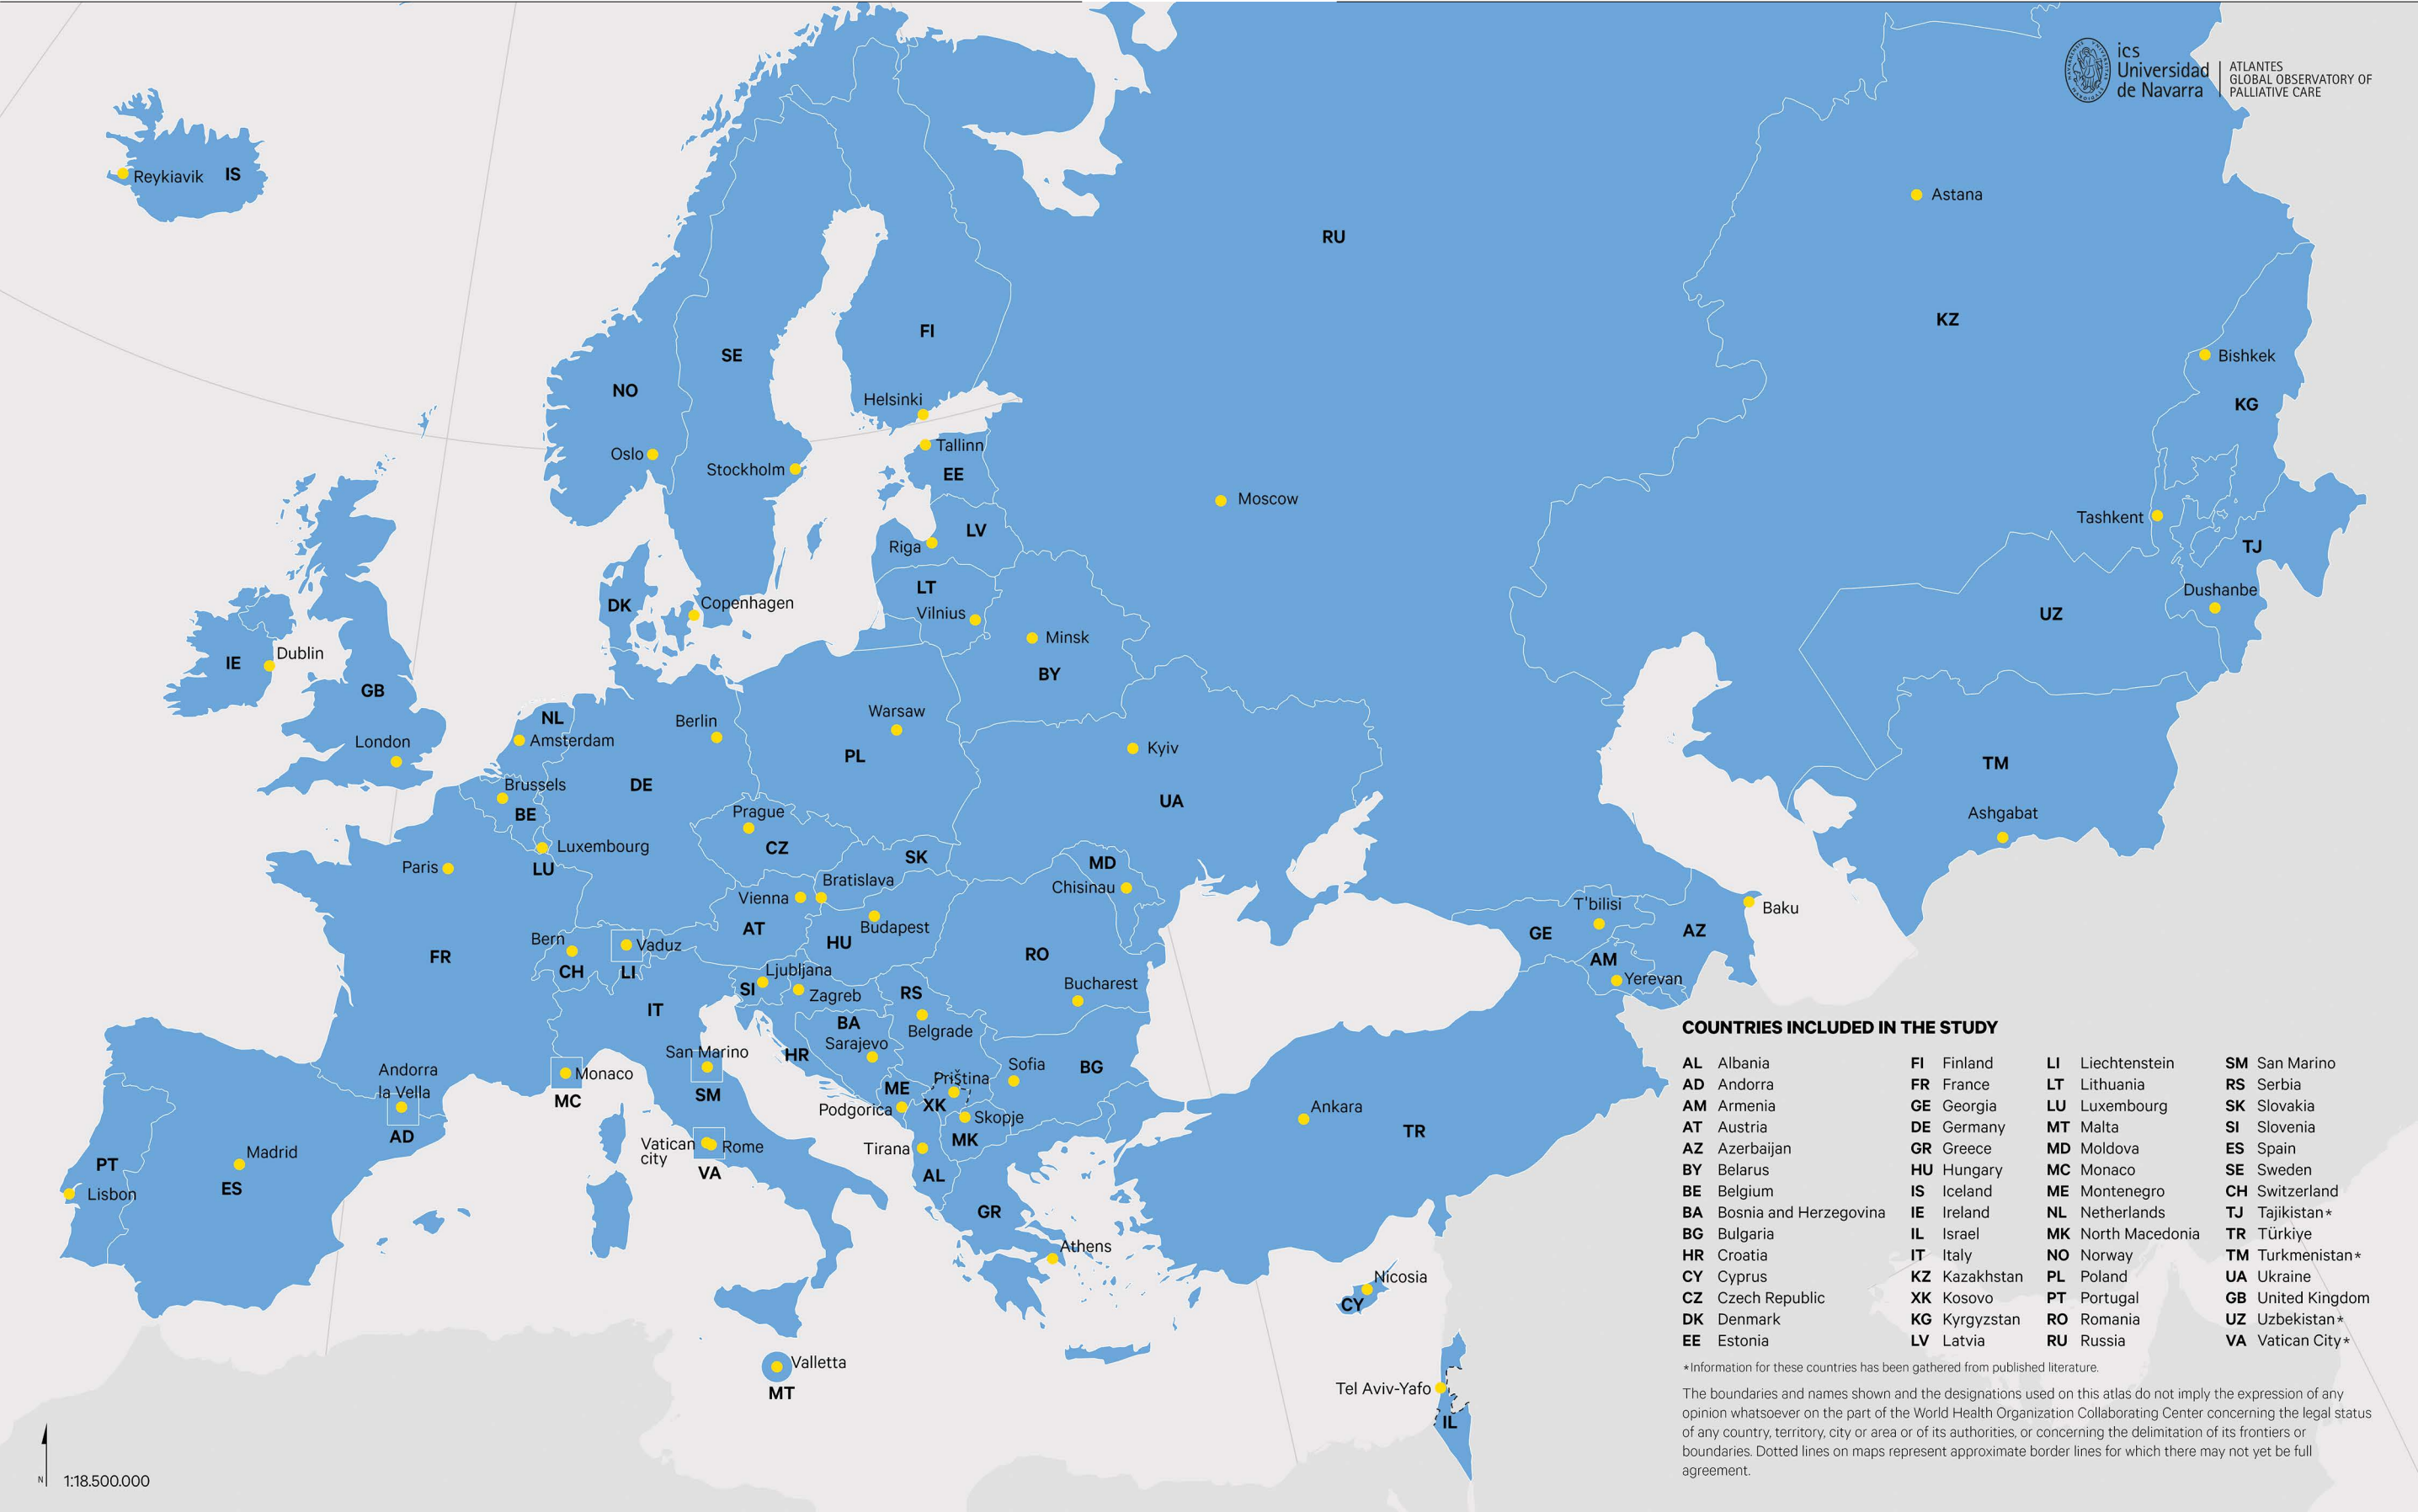 ics
Universidad
de Navarra
ATLANTES
GLOBAL OBSERVATORY OF
PALLIATIVE CARE
Reykiavik IS
Astana
RU
KZ
FI
SE
Bishkek
NO
Helsinki
KG
Tallinn
Oslo
Stockholm
EE
Moscow
Tashkent
LV
Riga
TJ
LT
Dushanbe
DK
Copenhagen
Vilnius
UZ
Minsk
Dublin
IE
BY
GB
NL
Warsaw
Berlin
London
Amsterdam
Kyiv
PL
TM
Brussels
DE
UA
BE
Prague
Ashgabat
Luxembourg
CZ
SK
MD
Paris
LU
Bratislava
Chisinau
Vienna
T'bilisi
Baku
AT
Budapest
GE
AZ
Bern
Vaduz
HU
FR
RO
AM
CH
LI
Ljubljana
Yerevan
SI
Zagreb
RS
Bucharest
IT
BA
Belgrade
Sarajevo
San Marino
HR
Sofia
BG
Andorra
la Vella
Monaco
Priština
ME
SM
MC
XK
Podgorica
Skopje
Ankara
AD
TR
MK
Vatican
city
Rome
Tirana
Madrid
PT
VA
AL
ES
Lisbon
GR
Athens
Nicosia
CY
Valletta
MT
Tel Aviv-Yafo
IL
N
1:18.500.000
COUNTRIES INCLUDED IN THE STUDY
AL Albania
AD Andorra
AM Armenia
AT Austria
AZ Azerbaijan
BY Belarus
BE Belgium
BA Bosnia and Herzegovina
BG Bulgaria
HR Croatia
CY Cyprus
CZ Czech Republic
DK Denmark
EE Estonia
FI Finland
FR France
GE Georgia
DE Germany
GR Greece
HU Hungary
IS Iceland
IE Ireland
IL Israel
IT Italy
KZ Kazakhstan
XK Kosovo
KG Kyrgyzstan
LV Latvia
LI Liechtenstein
LT Lithuania
LU Luxembourg
MT Malta
MD Moldova
MC Monaco
ME Montenegro
NL Netherlands
MK North Macedonia
NO Norway
PL Poland
PT Portugal
RO Romania
RU Russia
SM San Marino
RS Serbia
SK Slovakia
SI Slovenia
ES Spain
SE Sweden
CH Switzerland
TJ Tajikistan*
TR Türkiye
TM Turkmenistan*
UA Ukraine
GB United Kingdom
UZ Uzbekistan*
VA Vatican City*
*Information for these countries has been gathered from published literature.
The boundaries and names shown and the designations used on this atlas do not imply the expression of any
opinion whatsoever on the part of the World Health Organization Collaborating Center concerning the legal status
of any country, territory, city or area or of its authorities, or concerning the delimitation of its frontiers or
boundaries. Dotted lines on maps represent approximate border lines for which there may not yet be full
agreement.